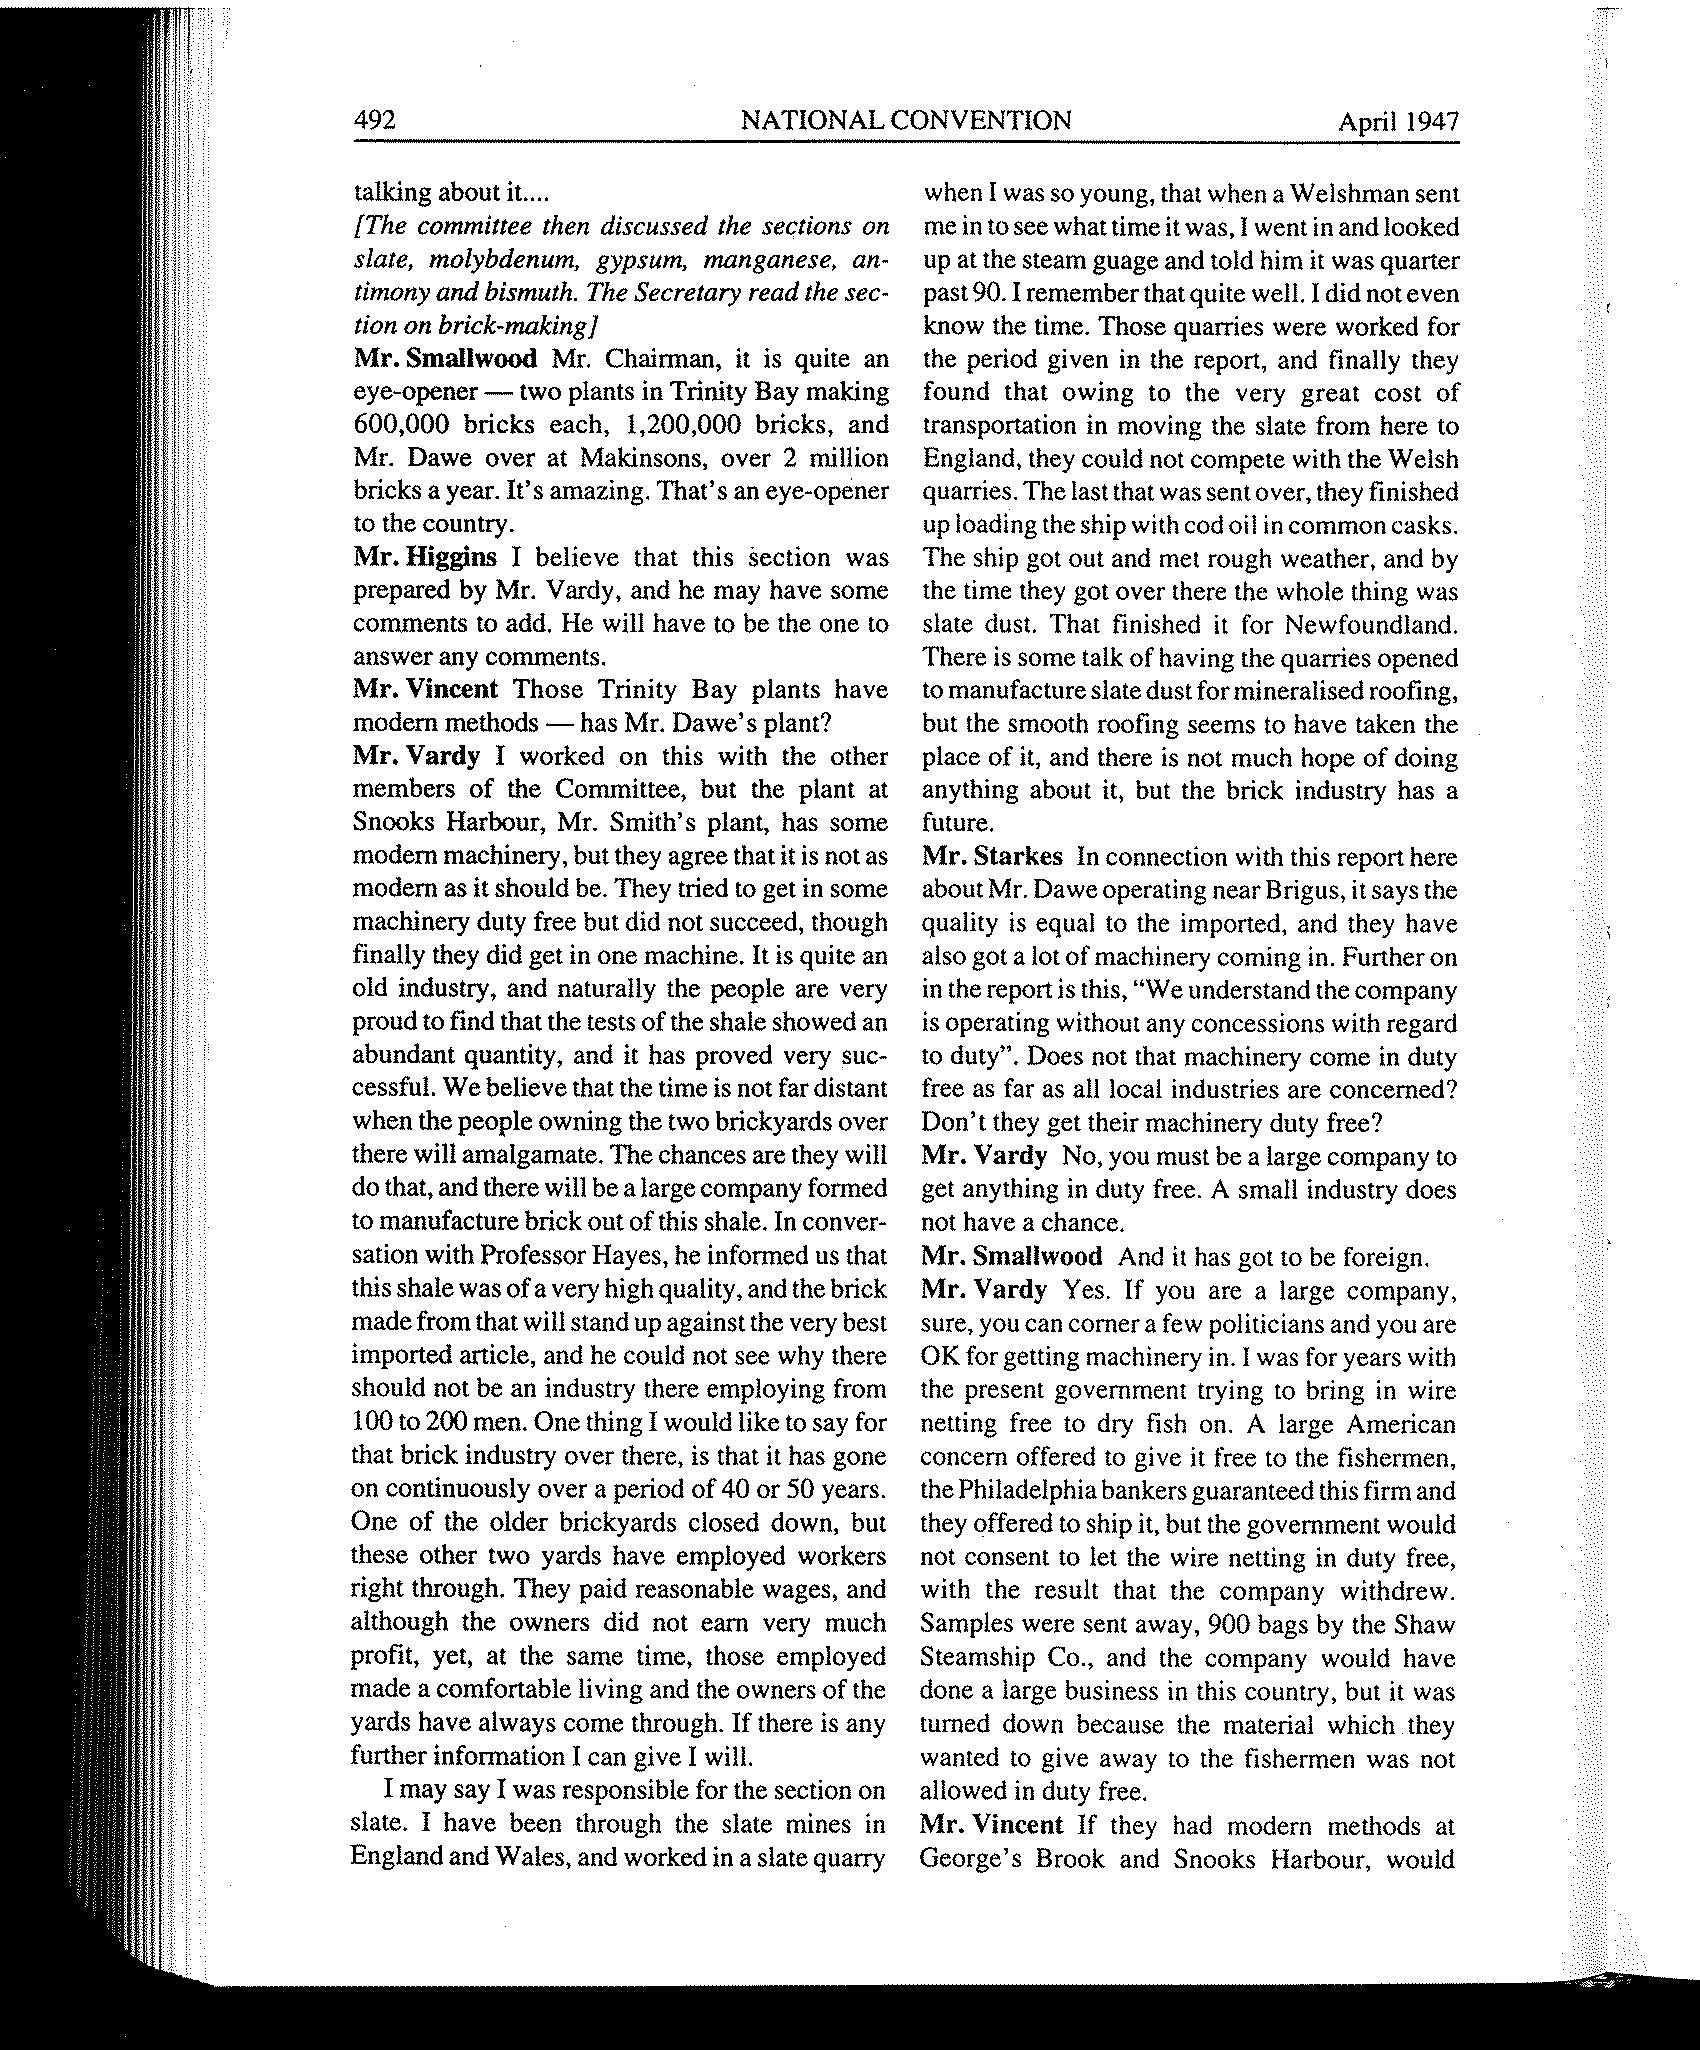 492 NATIONAL CONVENTION April 1947
talking about it....
[The committee then discussed the sections on
slate, molybdenum, gypsum, manganese, an-
timony and bismuth. The Secretary read the sec-
tion on brick-making]
Mr. Smallwood Mr. Chairman, it is quite an
eye-opener — two plants in Trinity Bay making
600,000 bricks each, 1,200,000 bricks, and
Mr. Dawe over at Makinsons, over 2 million
bricks a year. It's amazing. That's an eye-opener
to the country.
Mr. Higgins I believe that this section was
prepared by Mr. Vardy, and he may have some
comments to add. He will have to be the one to
answer any comments.
Mr. Vincent Those Trinity Bay plants have
modern methods — has Mr. Dawe's plant?
Mr. Vardy I worked on this with the other
members of the Committee, but the plant at
Snooks Harbour, Mr. Smith's plant, has some
modern machinery, but they agree that it is not as
modern as it should be. They tried to get in some
machinery duty free but did not succeed, though
finally they did get in one machine. It is quite an
old industry, and naturally the people are very
proud to find that the tests of the shale showed an
abundant quantity, and it has proved very suc-
cessful. We believe that the time is not far distant
when the people owning the two brickyards over
there will amalgamate. The chances are they will
do that, and there will be a large company formed
to manufacture brick out of this shale. In conver-
sation with Professor Hayes, he informed us that
this shale was of a very high quality, and the brick
made from that will stand up against the very best
imported article, and he could not see why there
should not be an industry there employing from
100 to 200 men. One thing I would like to say for
that brick industry over there, is that it has gone
on continuously over a period of 40 or 50 years.
One of the older brickyards closed down, but
these other two yards have employed workers
right through. They paid reasonable wages, and
although the owners did not earn very much
profit, yet, at the same time, those employed
made a comfortable living and the owners of the
yards have always come through. If there is any
further information I can give I will.
I may say I was responsible for the section on
slate. I have been through the slate mines in
England and Wales, and worked in a slate quarry
when I was so young, that when a Welshman sent
me in to see what time it was, I went in and looked
up at the steam guage and told him it was quarter
past 90. I remember that quite well. I did not even
know the time. Those quarries were worked for
the period given in the report, and finally they
found that owing to the very great cost of
transportation in moving the slate from here to
England, they could not compete with the Welsh
quarries. The last that was sent over, they finished
up loading the ship with cod oil in common casks.
The ship got out and met rough weather, and by
the time they got over there the whole thing was
slate dust. That finished it for Newfoundland.
There is some talk of having the quarries opened
to manufacture slate dust for mineralised roofing,
but the smooth roofing seems to have taken the
place of it, and there is not much hope of doing
anything about it, but the brick industry has a
future.
Mr. Starkes In connection with this report here
about Mr. Dawe operating near Brigus, it says the
quality is equal to the imported, and they have
also got a lot of machinery coming in. Further on
in the report is this, "We understand the company
is operating without any concessions with regard
to duty". Does not that machinery come in duty
free as far as all local industries are concerned?
Don't they get their machinery duty free?
Mr. Vardy No, you must be a large company to
get anything in duty free. A small industry does
not have a chance.
Mr. Smallwood And it has got to be foreign.
Mr. Vardy Yes. If you are a large company,
sure, you can corner a few politicians and you are
OK for getting machinery in. I was for years with
the present government trying to bring in wire
netting free to dry fish on. A large American
concern offered to give it free to the fishermen,
the Philadelphia bankers guaranteed this firm and
they offered to ship it, but the government would
not consent to let the wire netting in duty free,
with the result that the company withdrew.
Samples were sent away, 900 bags by the Shaw
Steamship Co., and the company would have
done a large business in this country, but it was
turned down because the material which they
wanted to give away to the fishermen was not
allowed in duty free.
Mr. Vincent If they had modern methods at
George's Brook and Snooks Harbour, would